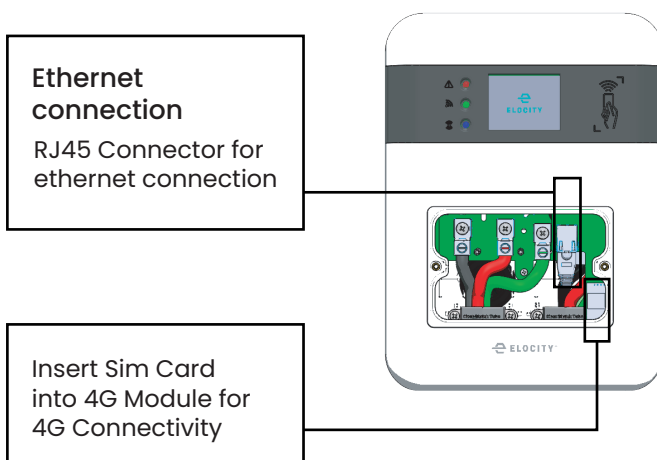 Ethernet
connection
RJ45 Connector for
ethernet connection
ELOCITY
ELOCITY
Insert Sim Card
into 4G Module for
4G Connectivity